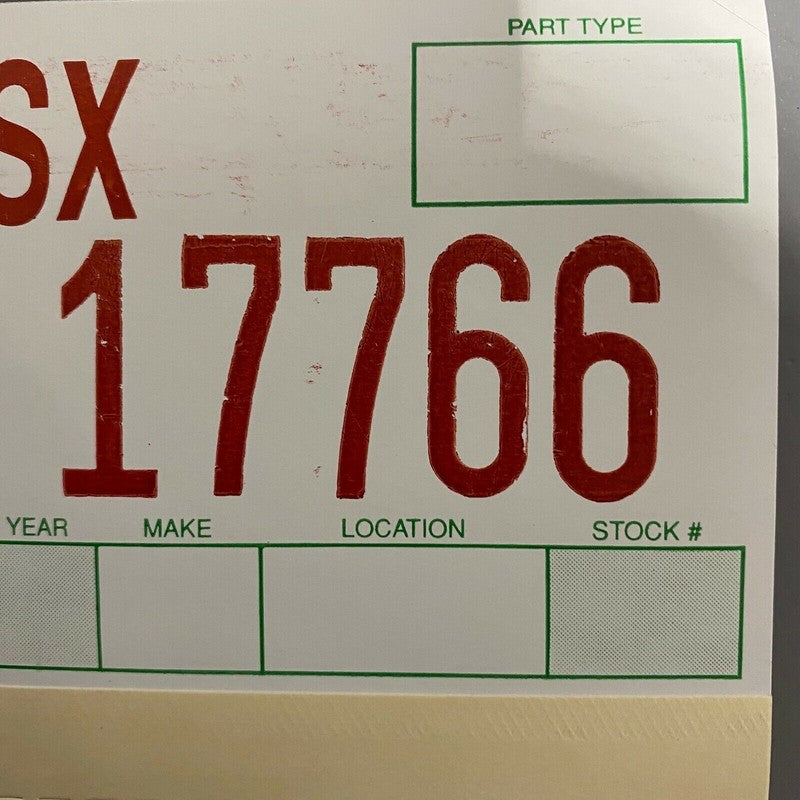 PART TYPE
SX
17766
YEAR MAKE LOCATION STOCK #